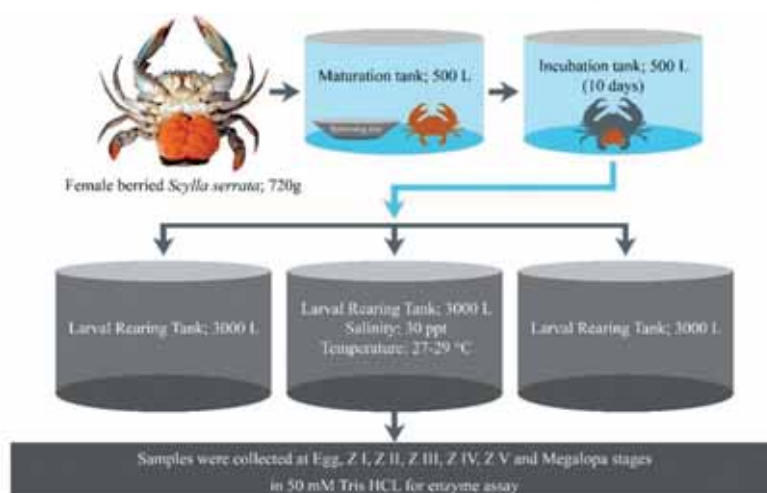 Maturation tank; 500 L
Incubation tank; 500 L
(10 days)
Female berried Scylla serrata; 720g
Larval Rearing Tank; 3000 L
Larval Rearing Tank; 3000 L
Salinity: 30 ppt
Temperature: 27-29 °C
Larval Rearing Tank; 3000 L
Samples were collected at Egg, Z I, Z II, Z III, Z IV, Z V and Megalopa stages
in 50 mM Tris HCL for enzyme assay